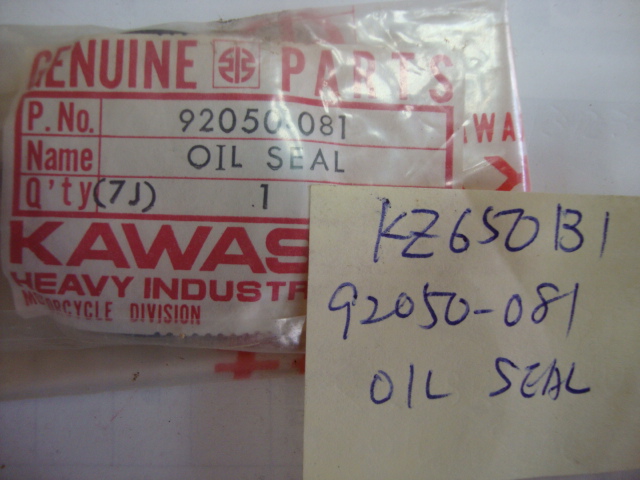 GENUINE PARTS
P. No. 92050-081
Name OIL SEAL
Q'ty (7J) 1
KAWAS
HEAVY INDUSTR
MOTORCYCLE DIVISION
KZ650B1
92050-081
OIL SEAL